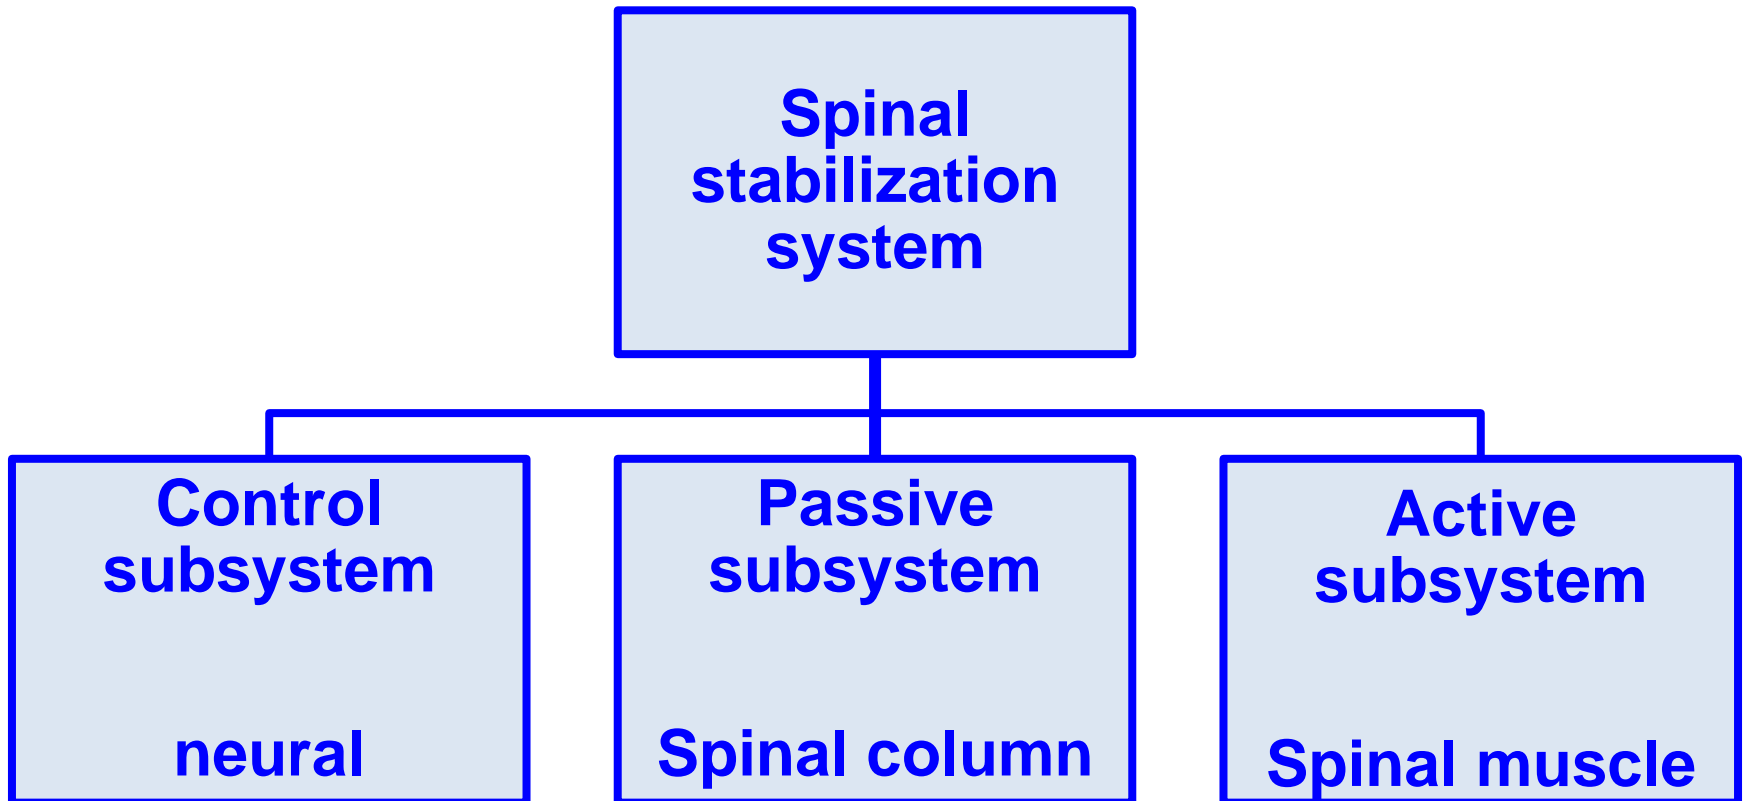 Spinal
stabilization
system
Control
subsystem
neural
Passive
subsystem
Spinal column
Active
subsystem
Spinal muscle